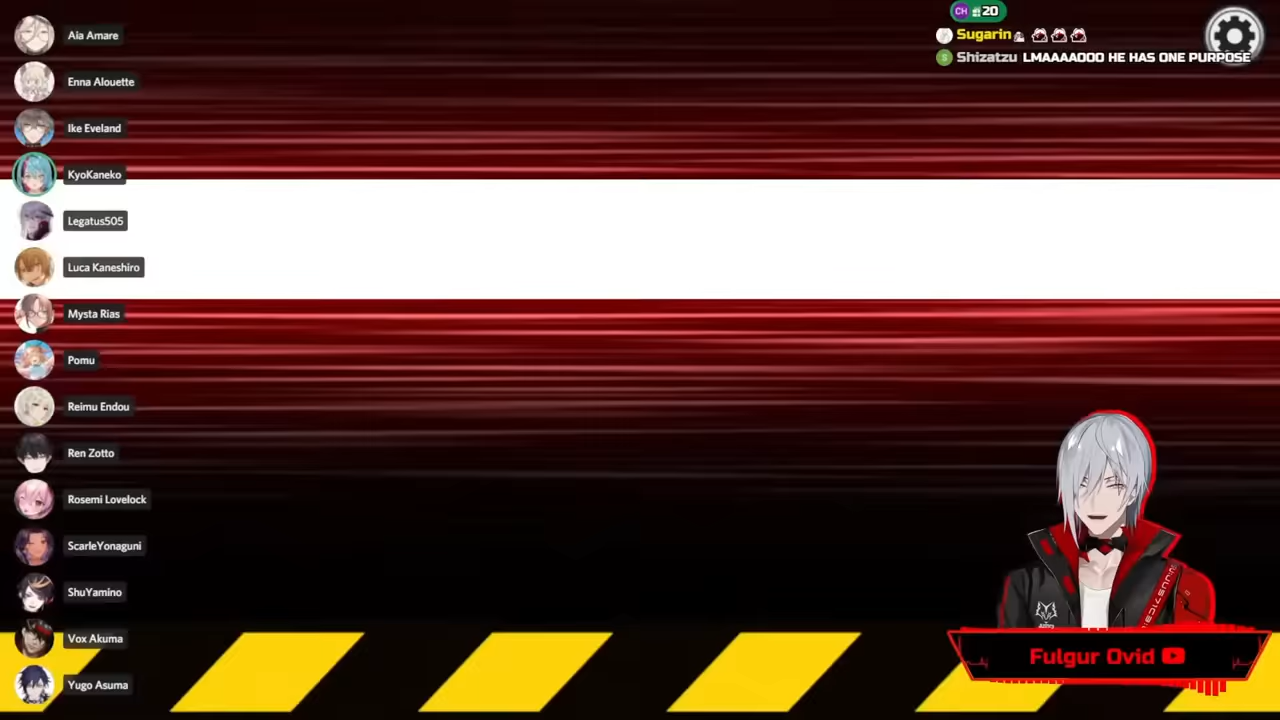 Aia Amare
Enna Alouette
Ike Eveland
KyoKaneko
Legatus505
Luca Kaneshiro
Mysta Rias
Pomu
Reimu Endou
Ren Zotto
Rosemi Lovelock
ScarleYonaguni
ShuYamino
Vox Akuma
Yugo Asuma
CH 20
Sugarin
S Shizatzu LMAAAAOOO HE HAS ONE PURPOSE
Fulgur Ovid